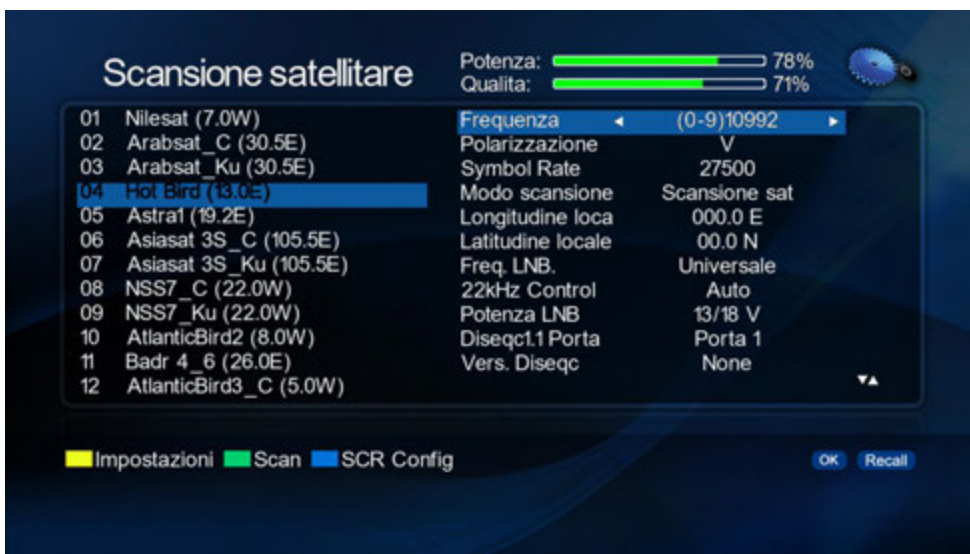 Scansione satellitare
Potenza: 78%
Qualita: 71%
01 Nilesat (7.0W)
02 Arabsat_C (30.5E)
03 Arabsat_Ku (30.5E)
04 Hot Bird (13.0E)
05 Astra1 (19.2E)
06 Asiasat 3S_C (105.5E)
07 Asiasat 3S_Ku (105.5E)
08 NSS7_C (22.0W)
09 NSS7_Ku (22.0W)
10 AtlanticBird2 (8.0W)
11 Badr 4_6 (26.0E)
12 AtlanticBird3_C (5.0W)
Frequenza (0-9)10992
Polarizzazione V
Symbol Rate 27500
Modo scansione Scansione sat
Longitudine loca 000.0 E
Latitudine locale 00.0 N
Freq. LNB. Universale
22kHz Control Auto
Potenza LNB 13/18 V
Diseqc1.1 Porta Porta 1
Vers. Diseqc None
Impostazioni Scan SCR Config OK Recall